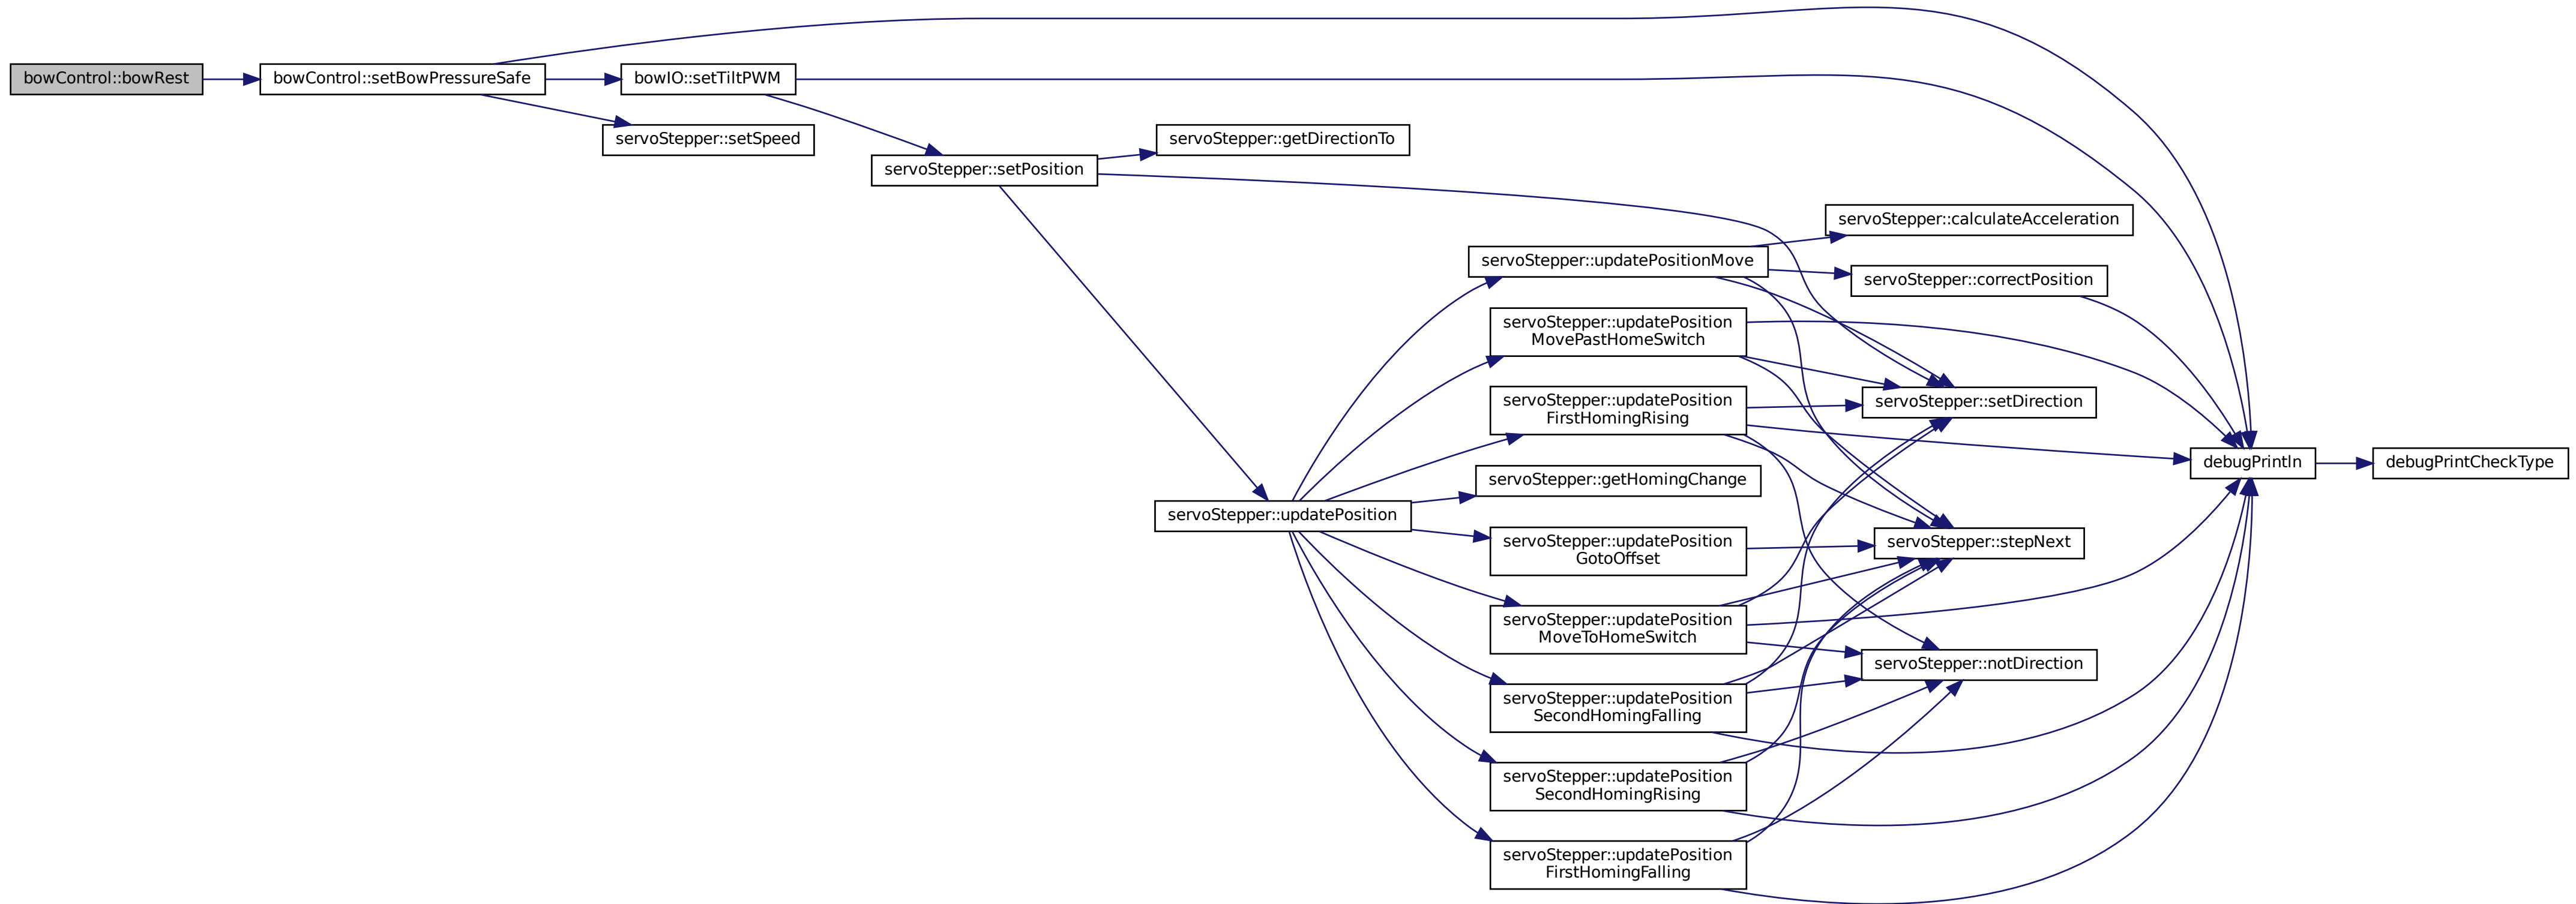 bowControl::bowRest
bowControl::setBowPressureSafe
bowIO::setTiltPWM
servoStepper::setSpeed
servoStepper::setPosition
servoStepper::getDirectionTo
servoStepper::updatePosition
servoStepper::updatePositionMove
servoStepper::updatePosition
MovePastHomeSwitch
servoStepper::updatePosition
FirstHomingRising
servoStepper::getHomingChange
servoStepper::updatePosition
GotoOffset
servoStepper::updatePosition
MoveToHomeSwitch
servoStepper::updatePosition
SecondHomingFalling
servoStepper::updatePosition
SecondHomingRising
servoStepper::updatePosition
FirstHomingFalling
servoStepper::calculateAcceleration
servoStepper::correctPosition
servoStepper::setDirection
servoStepper::stepNext
servoStepper::notDirection
debugPrintln
debugPrintCheckType